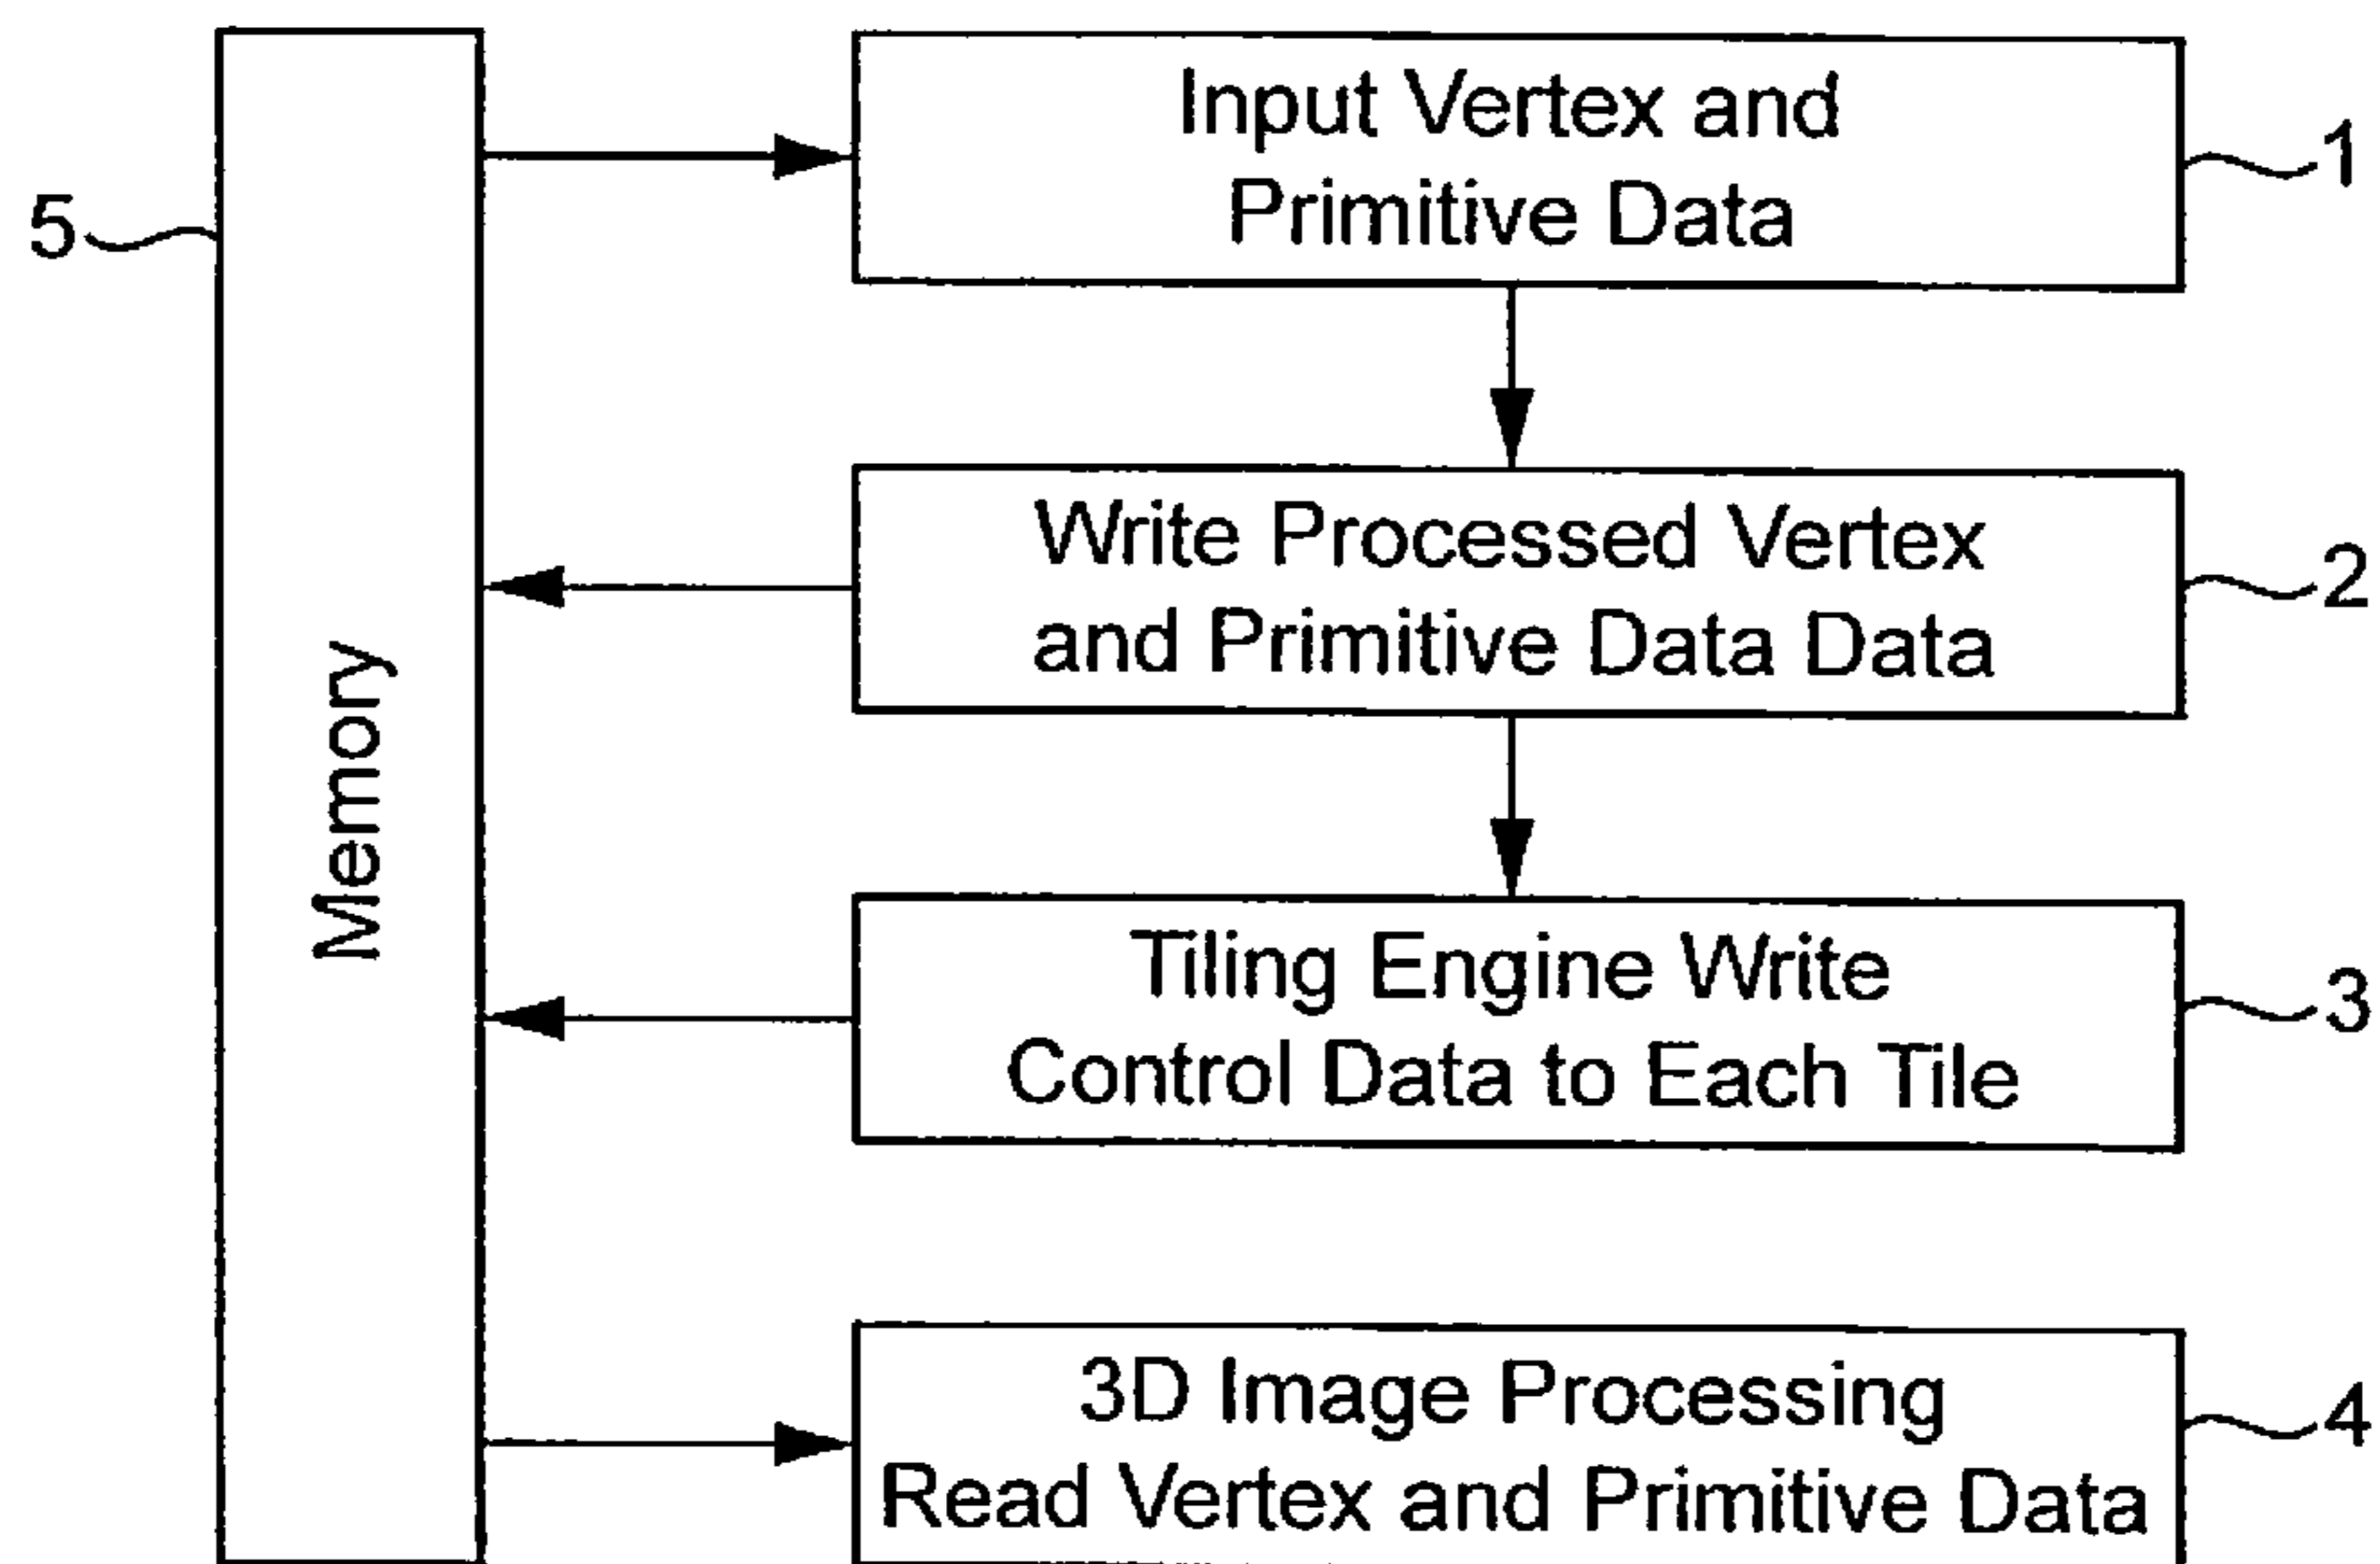 Input Vertex and
Primitive Data
1
5
Write Processed Vertex
and Primitive Data Data
2
Memory
Tiling Engine Write
Control Data to Each Tile
3
3D Image Processing
Read Vertex and Primitive Data
4